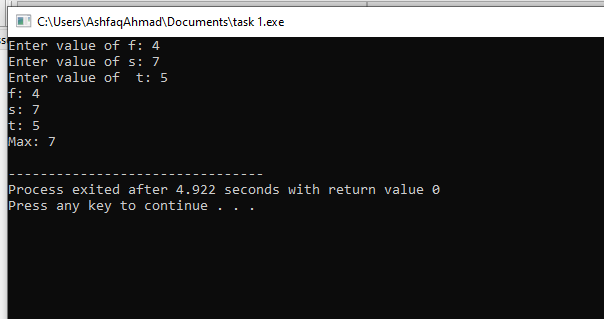 C:\Users\AshfaqAhmad\Documents\task 1.exe
Enter value of f: 4
Enter value of s: 7
Enter value of  t: 5
f: 4
s: 7
t: 5
Max: 7
--------------------------------
Process exited after 4.922 seconds with return value 0
Press any key to continue . . .